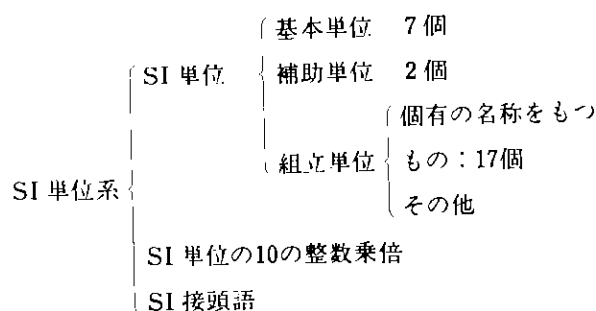 基本単位 7個
SI 単位 補助単位 2個
個有の名称をもつ
組立単位 もの：17個
SI 単位系 その他
SI 単位の10の整数乗倍
SI 接頭語